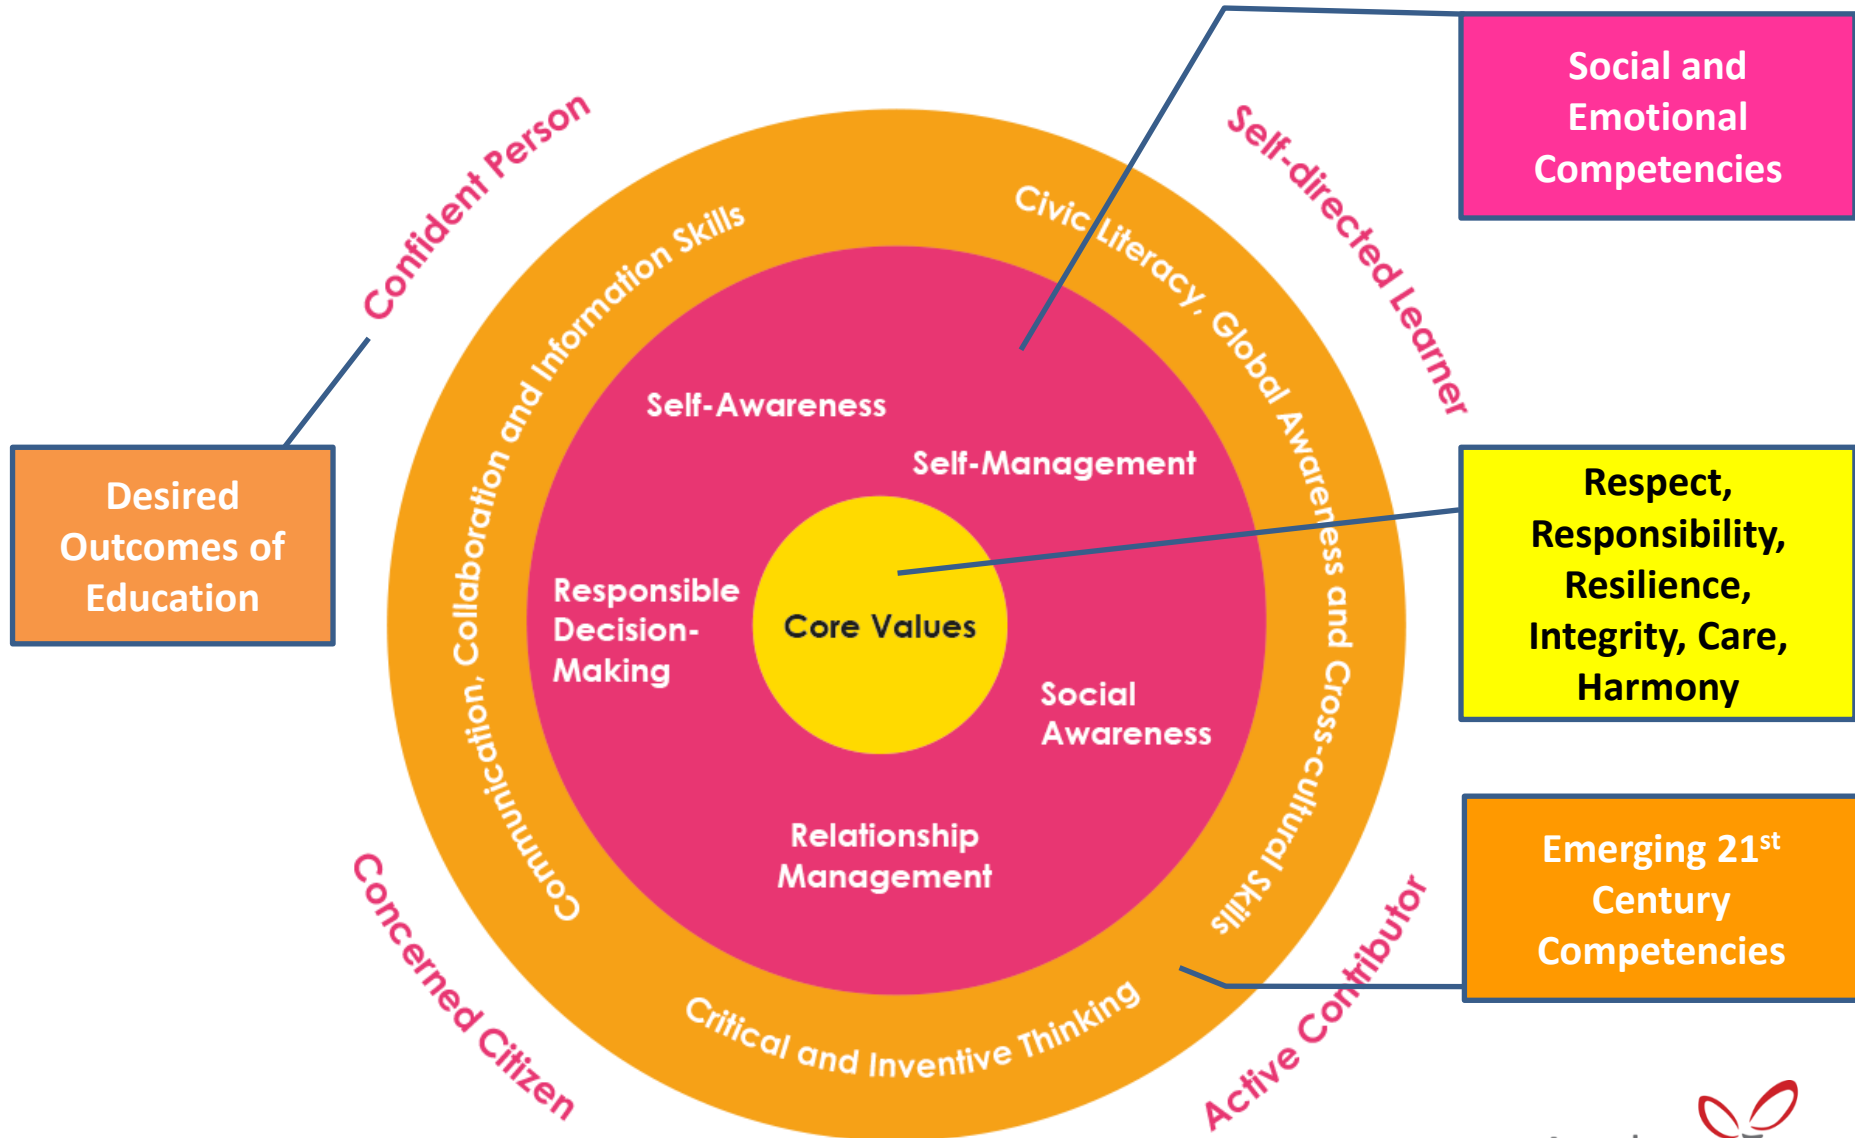 Social and
Emotional
Competencies
Confident Person
Self-directed Learner
Communication, Collaboration and Information Skills
Civic Literacy, Global Awareness and Cross-cultural Skills
Self-Awareness
Self-Management
Desired
Outcomes of
Education
Respect,
Responsibility,
Resilience,
Integrity, Care,
Harmony
Responsible
Decision-
Making
Core Values
Social
Awareness
Relationship
Management
Emerging 21st
Century
Competencies
Critical and Inventive Thinking
Concerned Citizen
Active Contributor